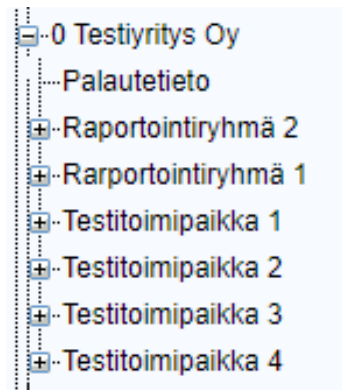 0 Testiyritys Oy
Palautetieto
Raportointiryhmä 2
Rarportointiryhmä 1
Testitoimipaikka 1
Testitoimipaikka 2
Testitoimipaikka 3
Testitoimipaikka 4